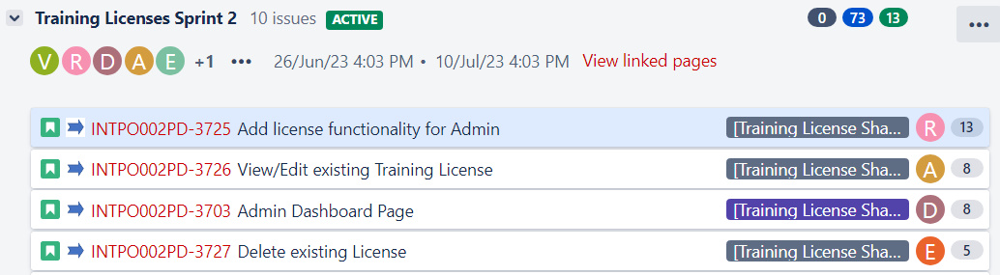 Training Licenses Sprint 2 10 issues ACTIVE 0 73 13
V R D A E +1 26/Jun/23 4:03 PM • 10/Jul/23 4:03 PM View linked pages
INTPO002PD-3725 Add license functionality for Admin [Training License Sha... R 13
INTPO002PD-3726 View/Edit existing Training License [Training License Sha... A 8
INTPO002PD-3703 Admin Dashboard Page [Training License Sha... D 8
INTPO002PD-3727 Delete existing License [Training License Sha... E 5